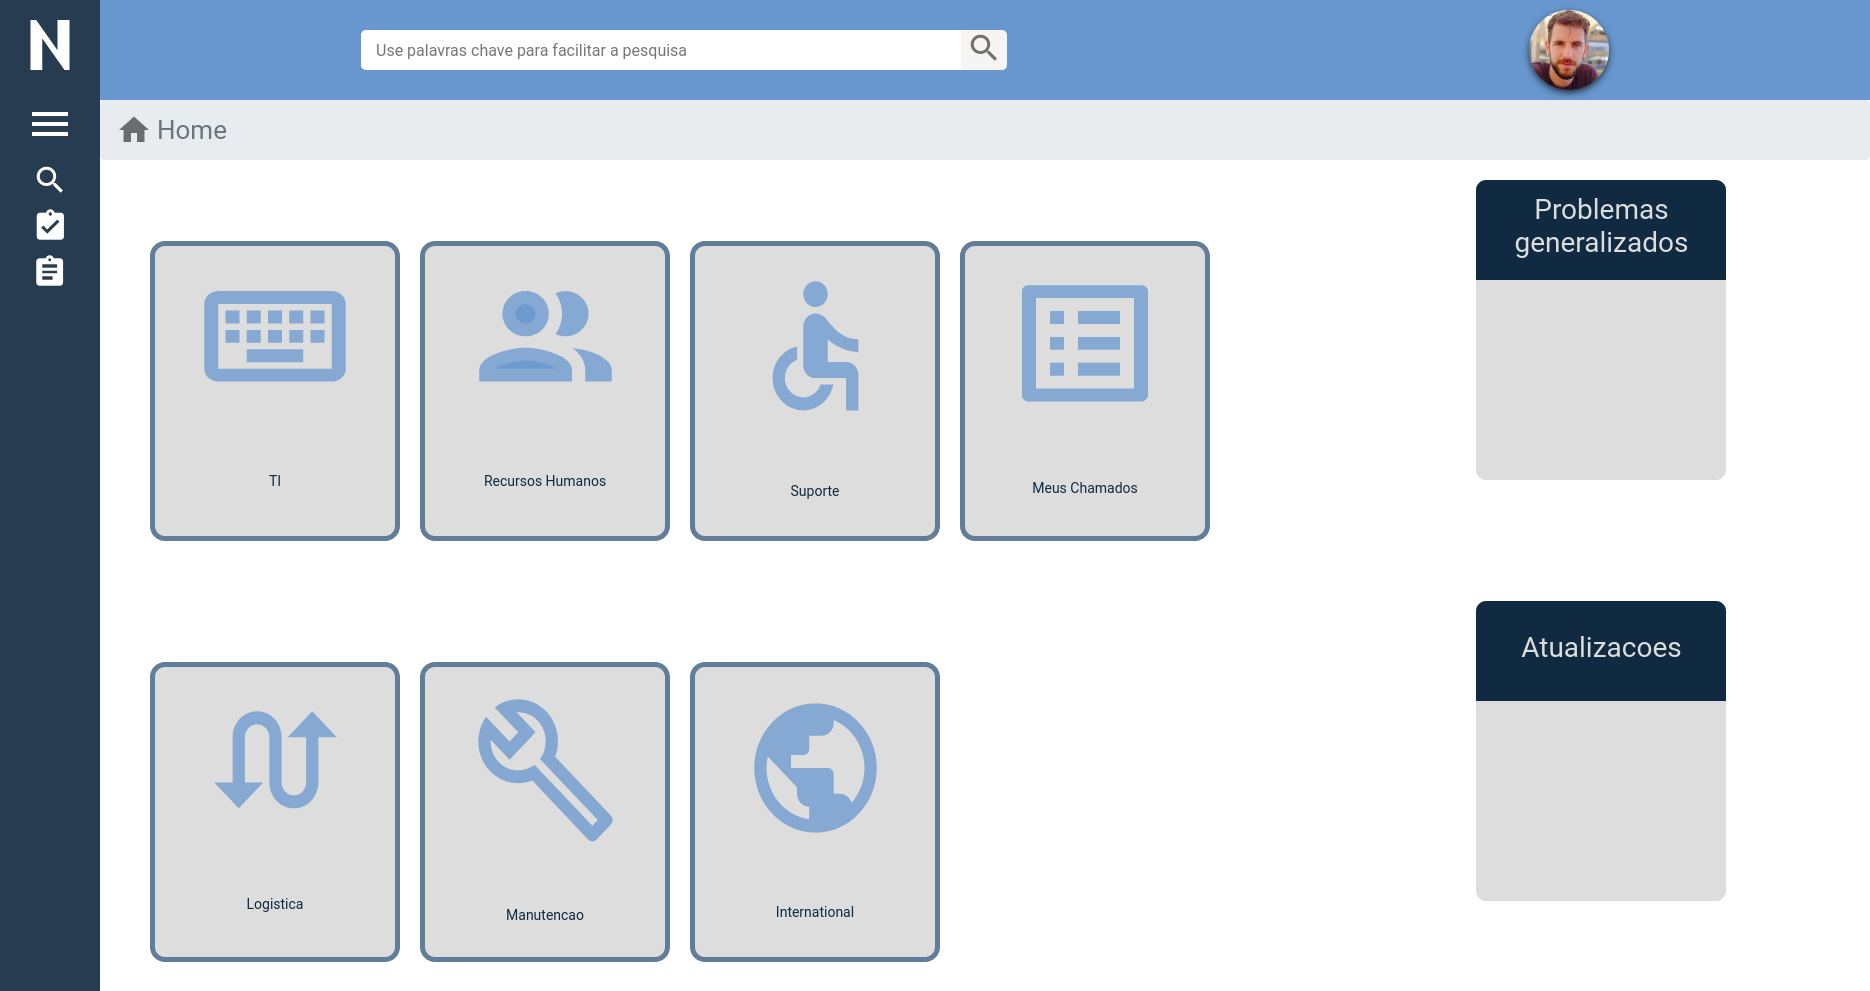 N
Use palavras chave para facilitar a pesquisa
Home
Problemas
generalizados
TI
Recursos Humanos
Suporte
Meus Chamados
Atualizacoes
Logistica
Manutencao
International